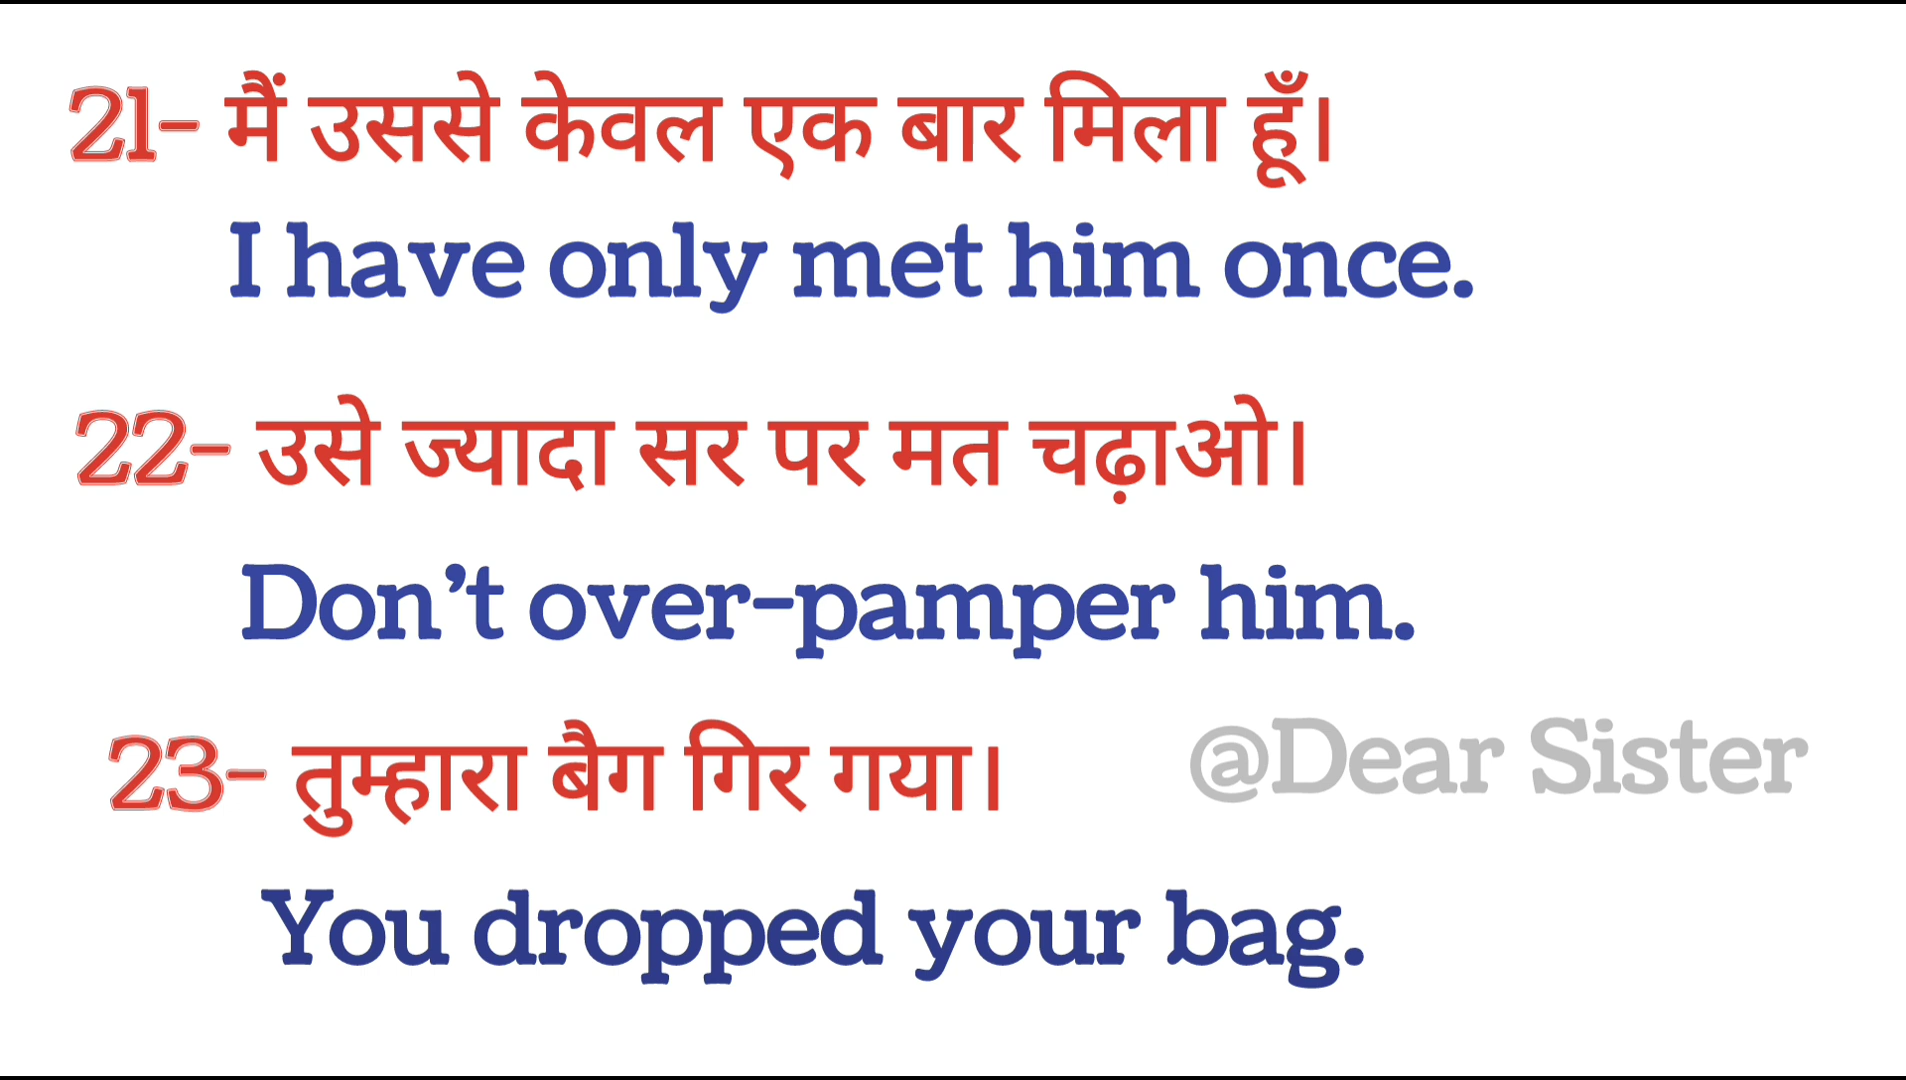 21- मैं उससे केवल एक बार मिला हूँ।
I have only met him once.
22- उसे ज्यादा सर पर मत चढ़ाओ।
Don't over-pamper him.
23- तुम्हारा बैग गिर गया।
@Dear Sister
You dropped your bag.